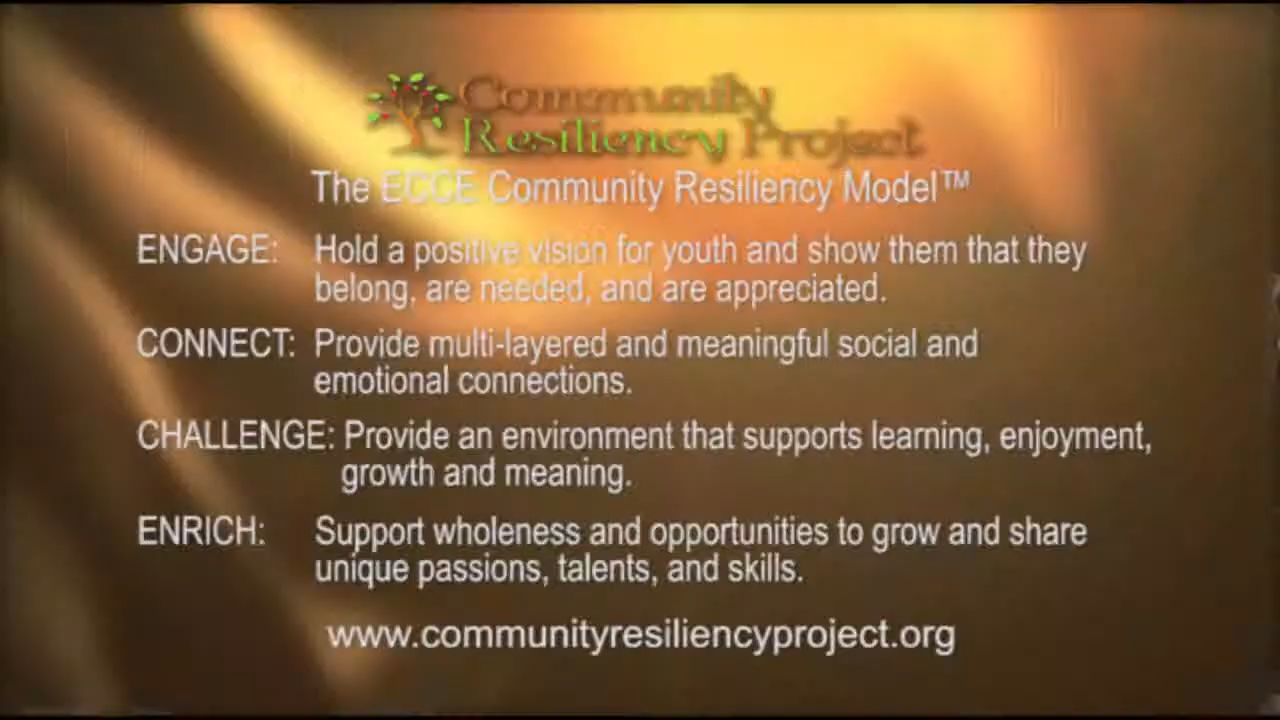 Community
Resiliency Project
The ECCE Community Resiliency Model™
ENGAGE: Hold a positive vision for youth and show them that they
belong, are needed, and are appreciated.
CONNECT: Provide multi-layered and meaningful social and
emotional connections.
CHALLENGE: Provide an environment that supports learning, enjoyment,
growth and meaning.
ENRICH: Support wholeness and opportunities to grow and share
unique passions, talents, and skills.
www.communityresiliencyproject.org